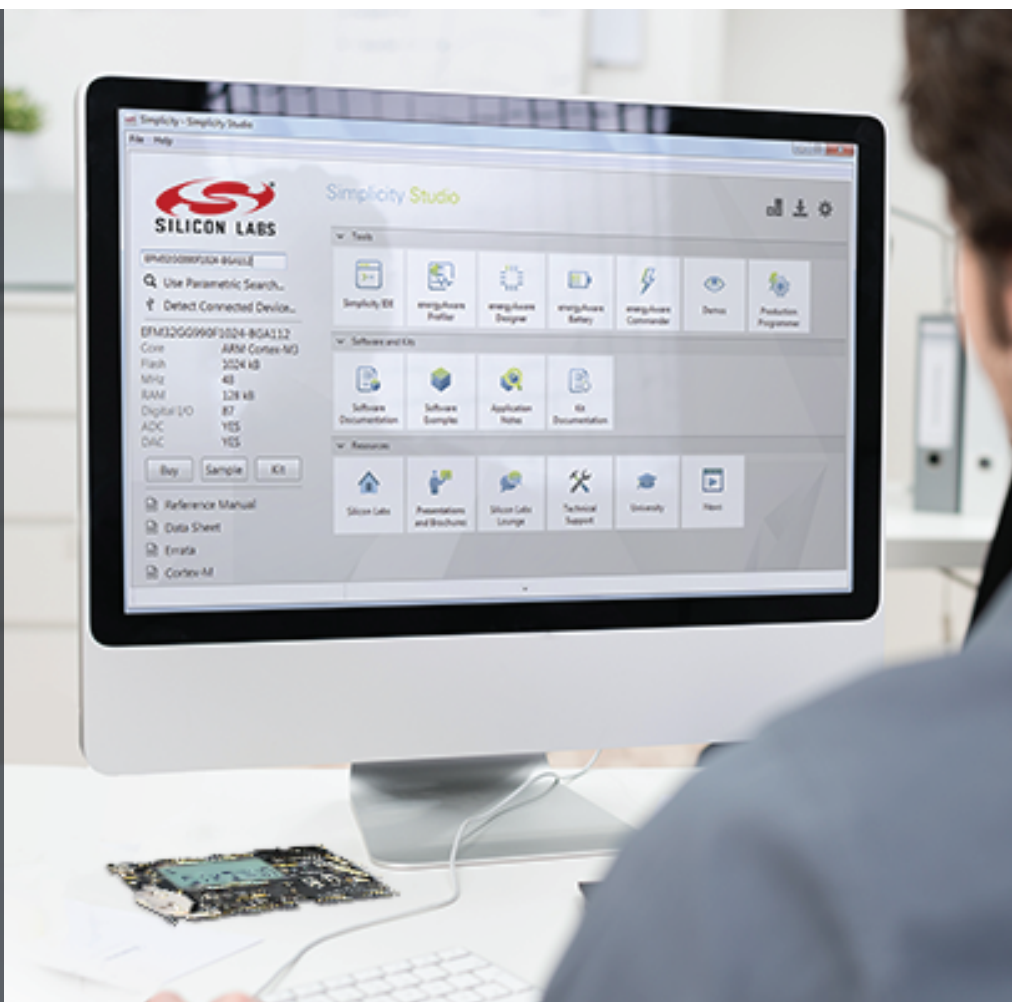 Simplicity - Simplicity Studio
File Help
SILICON LABS
Simplicity Studio
EFM32GG990F1024-BGA112
Use Parametric Search...
Detect Connected Device...
EFM32GG990F1024-BGA112
Core ARM Cortex-M3
Flash 1024 kB
MHz 48
RAM 128 kB
Digital I/O 87
ADC YES
DAC YES
Buy Sample Kit
Reference Manual
Data Sheet
Errata
Cortex-M
Tools
Simplicity IDE
energyAware Profiler
energyAware Designer
energyAware Battery
energyAware Commander
Demos
Production Programmer
Software and Kits
Software Documentation
Software Examples
Application Notes
Kit Documentation
Resources
Silicon Labs
Presentations and Brochures
Silicon Labs Lounge
Technical Support
University